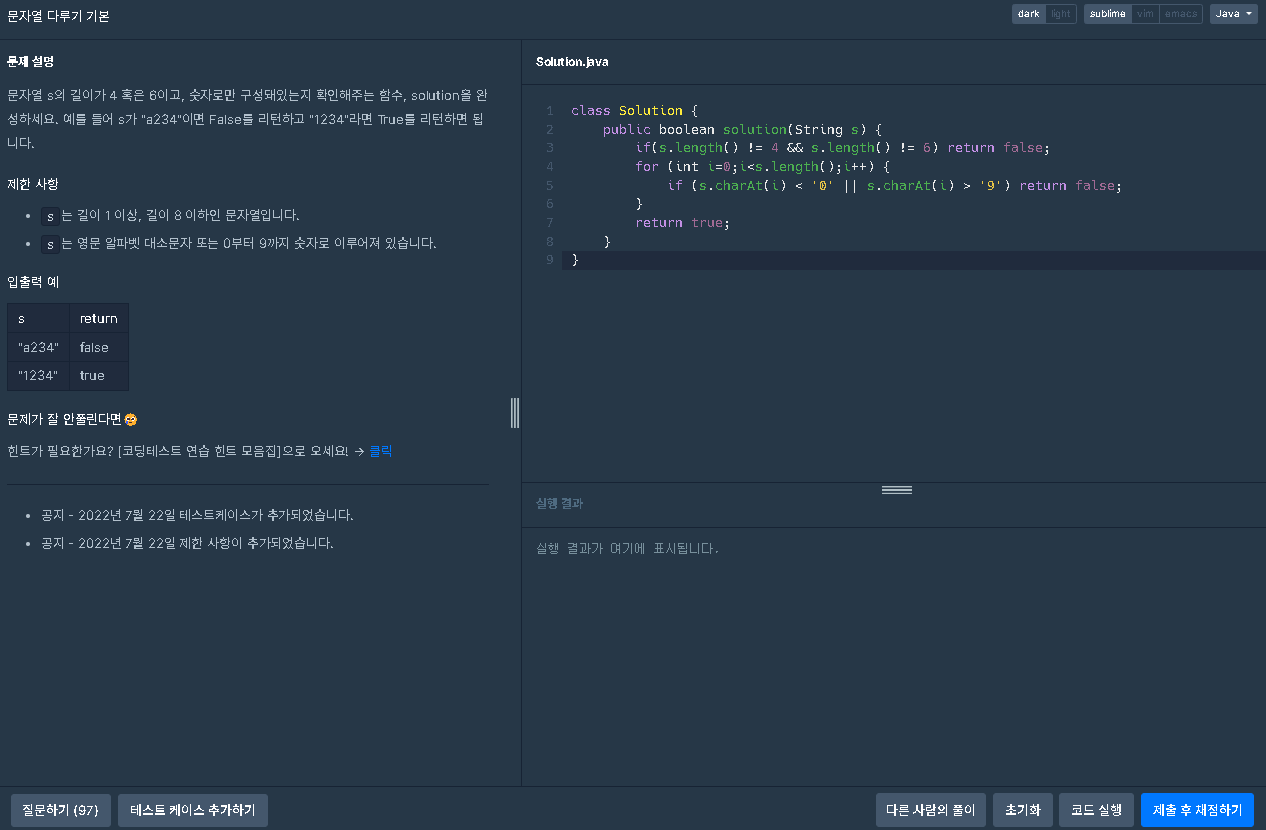 문자열 다루기 기본
dark light sublime vim emacs Java
문제 설명
문자열 s의 길이가 4 혹은 6이고, 숫자로만 구성돼있는지 확인해주는 함수, solution을 완
성하세요. 예를 들어 s가 "a234"이면 False를 리턴하고 "1234"라면 True를 리턴하면 됩
니다.
제한 사항
• s는 길이 1 이상, 길이 8 이하인 문자열입니다.
• s는 영문 알파벳 대소문자 또는 0부터 9까지 숫자로 이루어져 있습니다.
입출력 예
s return
"a234" false
"1234" true
문제가 잘 안풀린다면😢
힌트가 필요한가요? [코딩테스트 연습 힌트 모음집]으로 오세요! → 클릭
• 공지 - 2022년 7월 22일 테스트케이스가 추가되었습니다.
• 공지 - 2022년 7월 22일 제한 사항이 추가되었습니다.
Solution.java
1 class Solution {
2     public boolean solution(String s) {
3         if(s.length() != 4 && s.length() != 6) return false;
4         for (int i=0;i<s.length();i++) {
5             if (s.charAt(i) < '0' || s.charAt(i) > '9') return false;
6         }
7         return true;
8     }
9 }
실행 결과
실행 결과가 여기에 표시됩니다.
질문하기 (97) 테스트 케이스 추가하기 다른 사람의 풀이 초기화 코드 실행 제출 후 채점하기